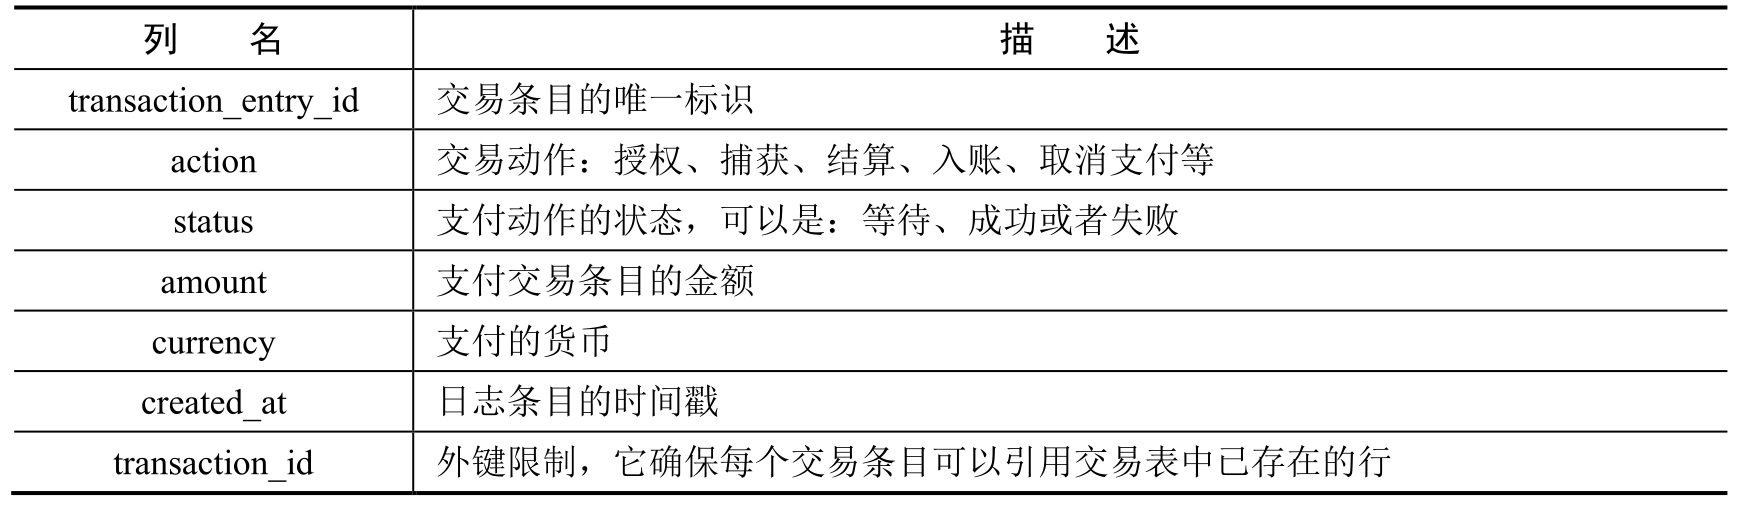 列 名 描 述
transaction_entry_id 交易条目的唯一标识
action 交易动作：授权、捕获、结算、入账、取消支付等
status 支付动作的状态，可以是：等待、成功或者失败
amount 支付交易条目的金额
currency 支付的货币
created_at 日志条目的时间戳
transaction_id 外键限制，它确保每个交易条目可以引用交易表中已存在的行